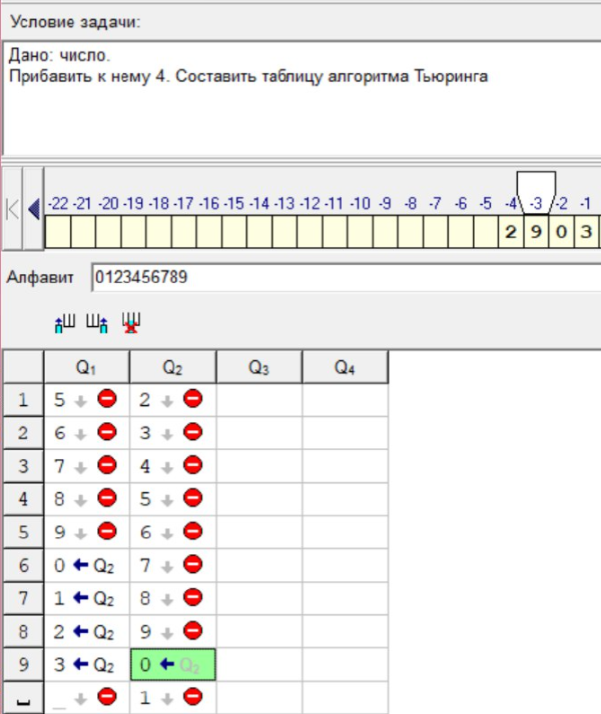 Условие задачи:
Дано: число.
Прибавить к нему 4. Составить таблицу алгоритма Тьюринга
-22 -21 -20 -19 -18 -17 -16 -15 -14 -13 -12 -11 -10 -9 -8 -7 -6 -5 -4 -3 -2 -1
2 9 0 3
Алфавит 0123456789
Q1 Q2 Q3 Q4
1 5 2
2 6 3
3 7 4
4 8 5
5 9 6
6 0 ← Q2 7
7 1 ← Q2 8
8 2 ← Q2 9
9 3 ← Q2 0 ← Q2
_ 1